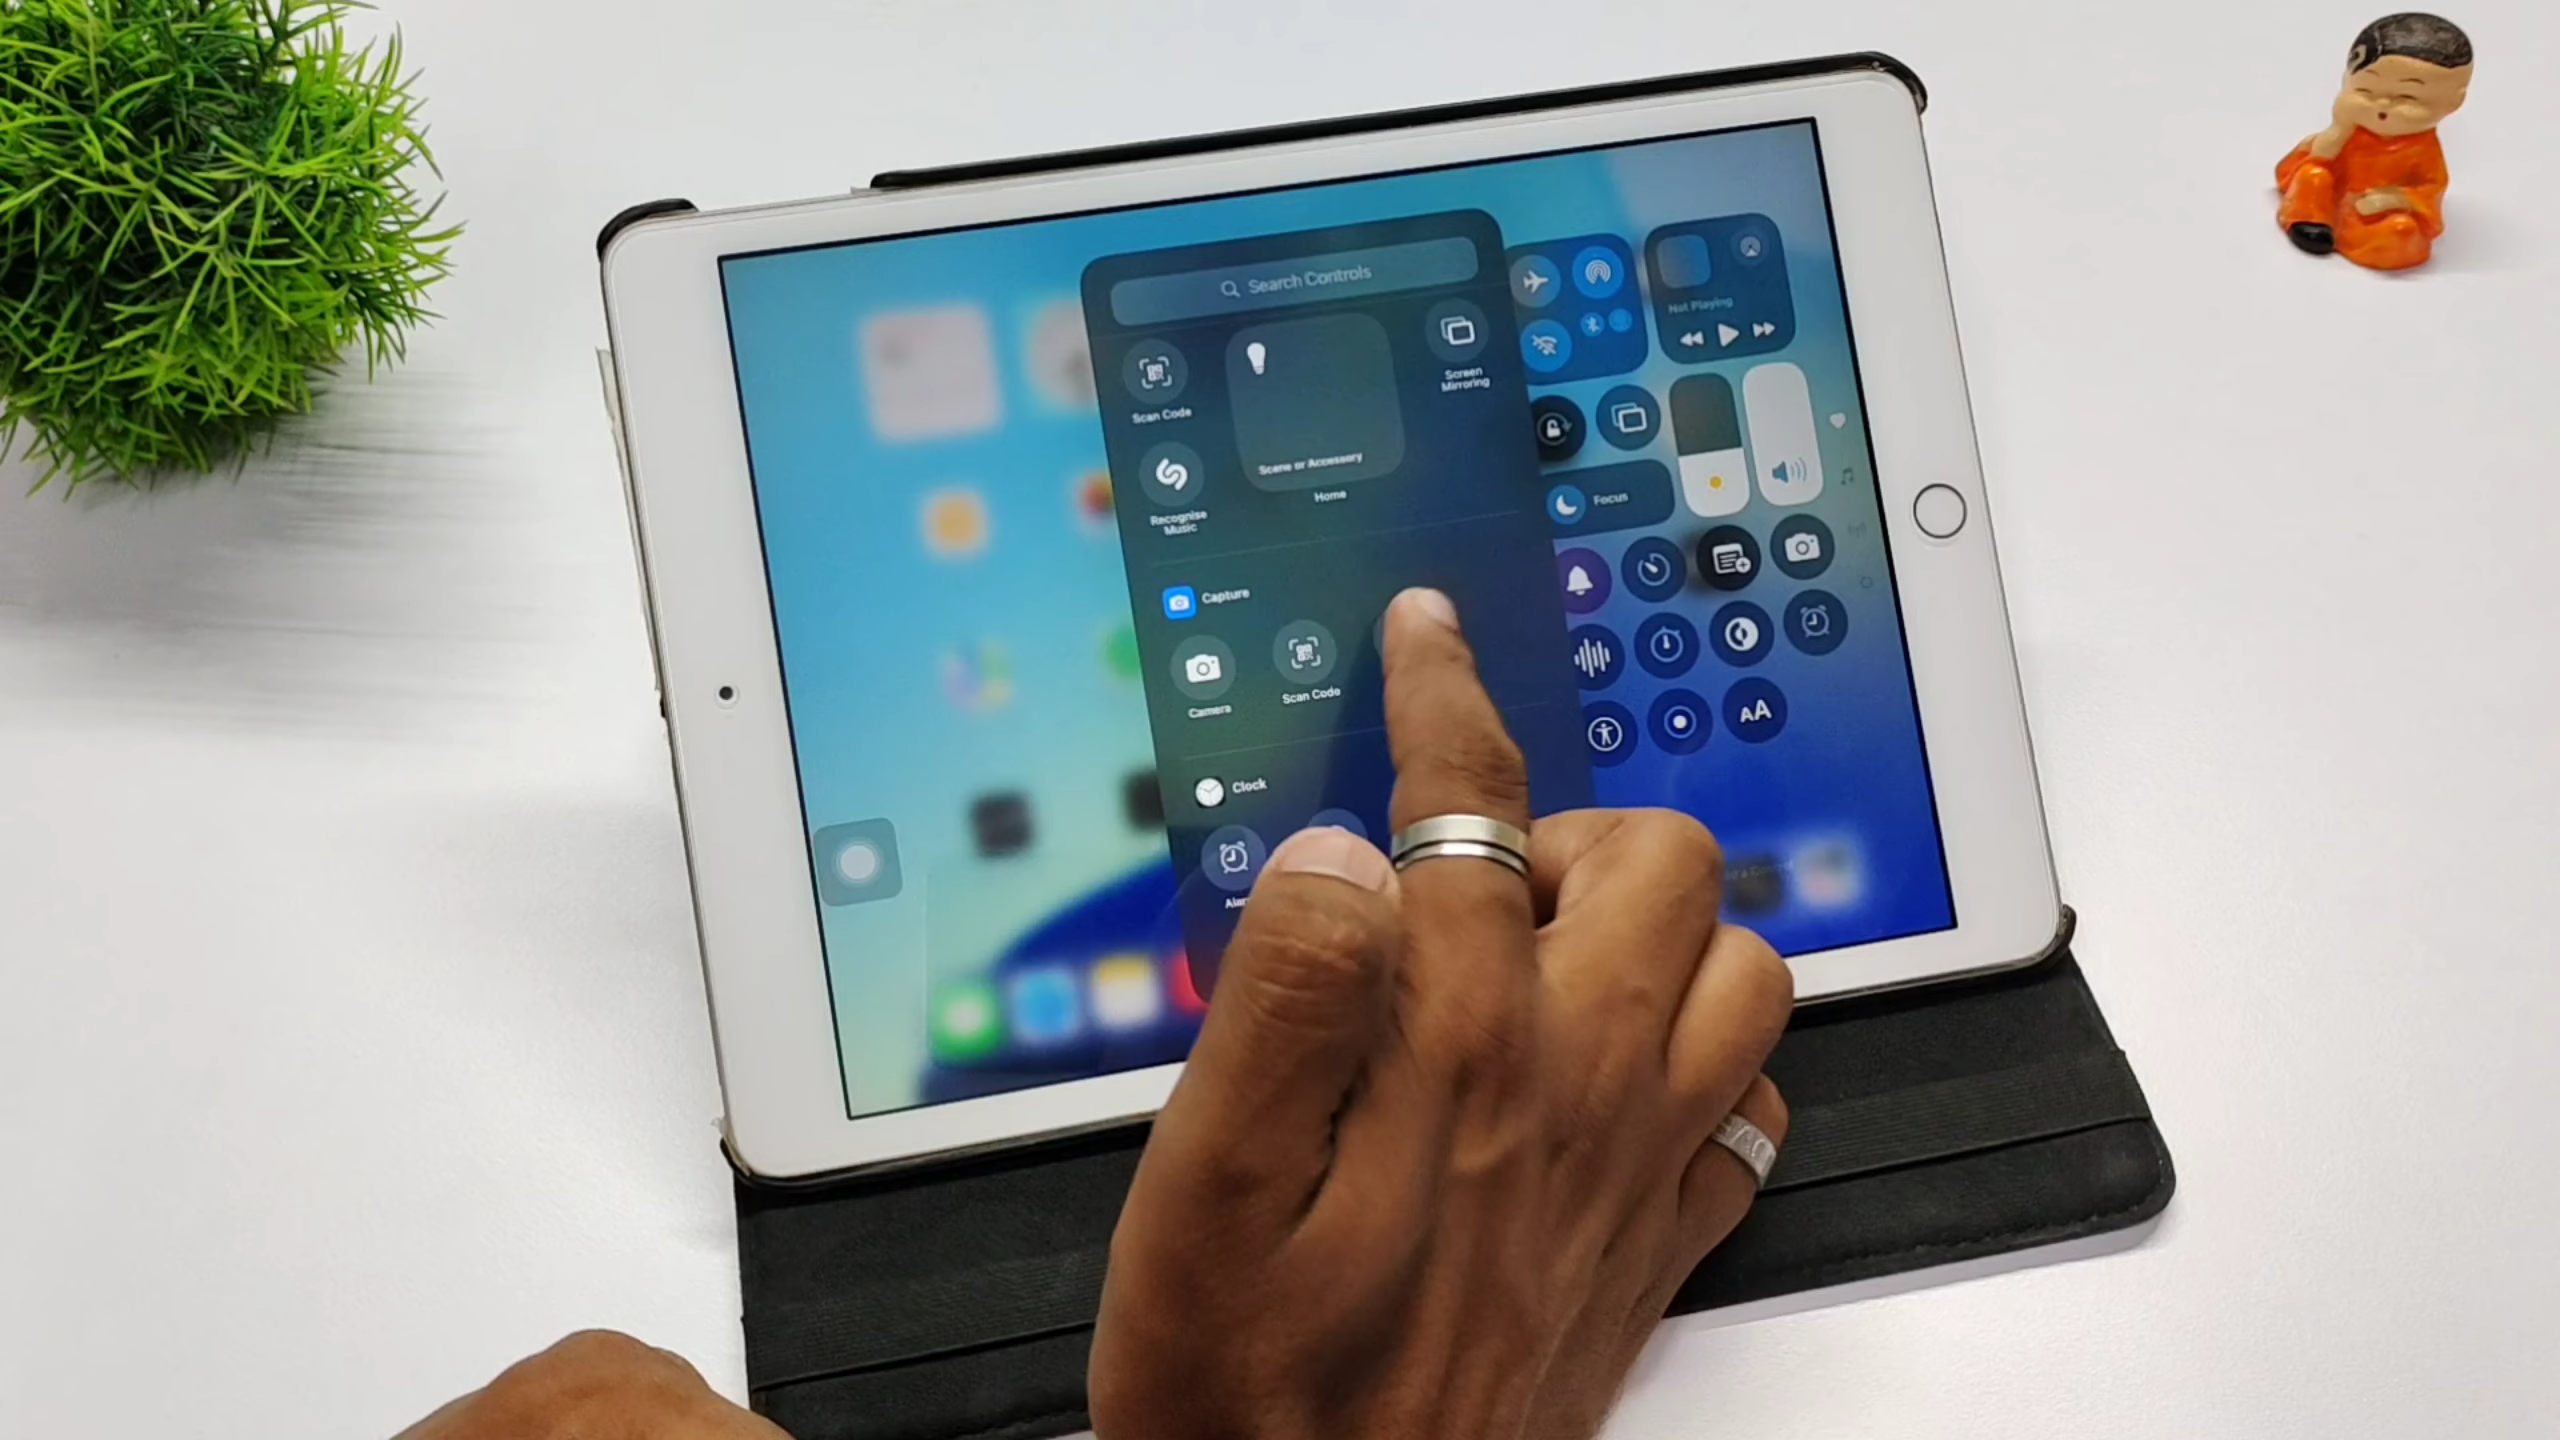 Search Controls
Scan Code
Scene or Accessory
Home
Screen
Mirroring
Recognise
Music
Capture
Camera
Scan Code
Clock
Not Playing
Focus
AA